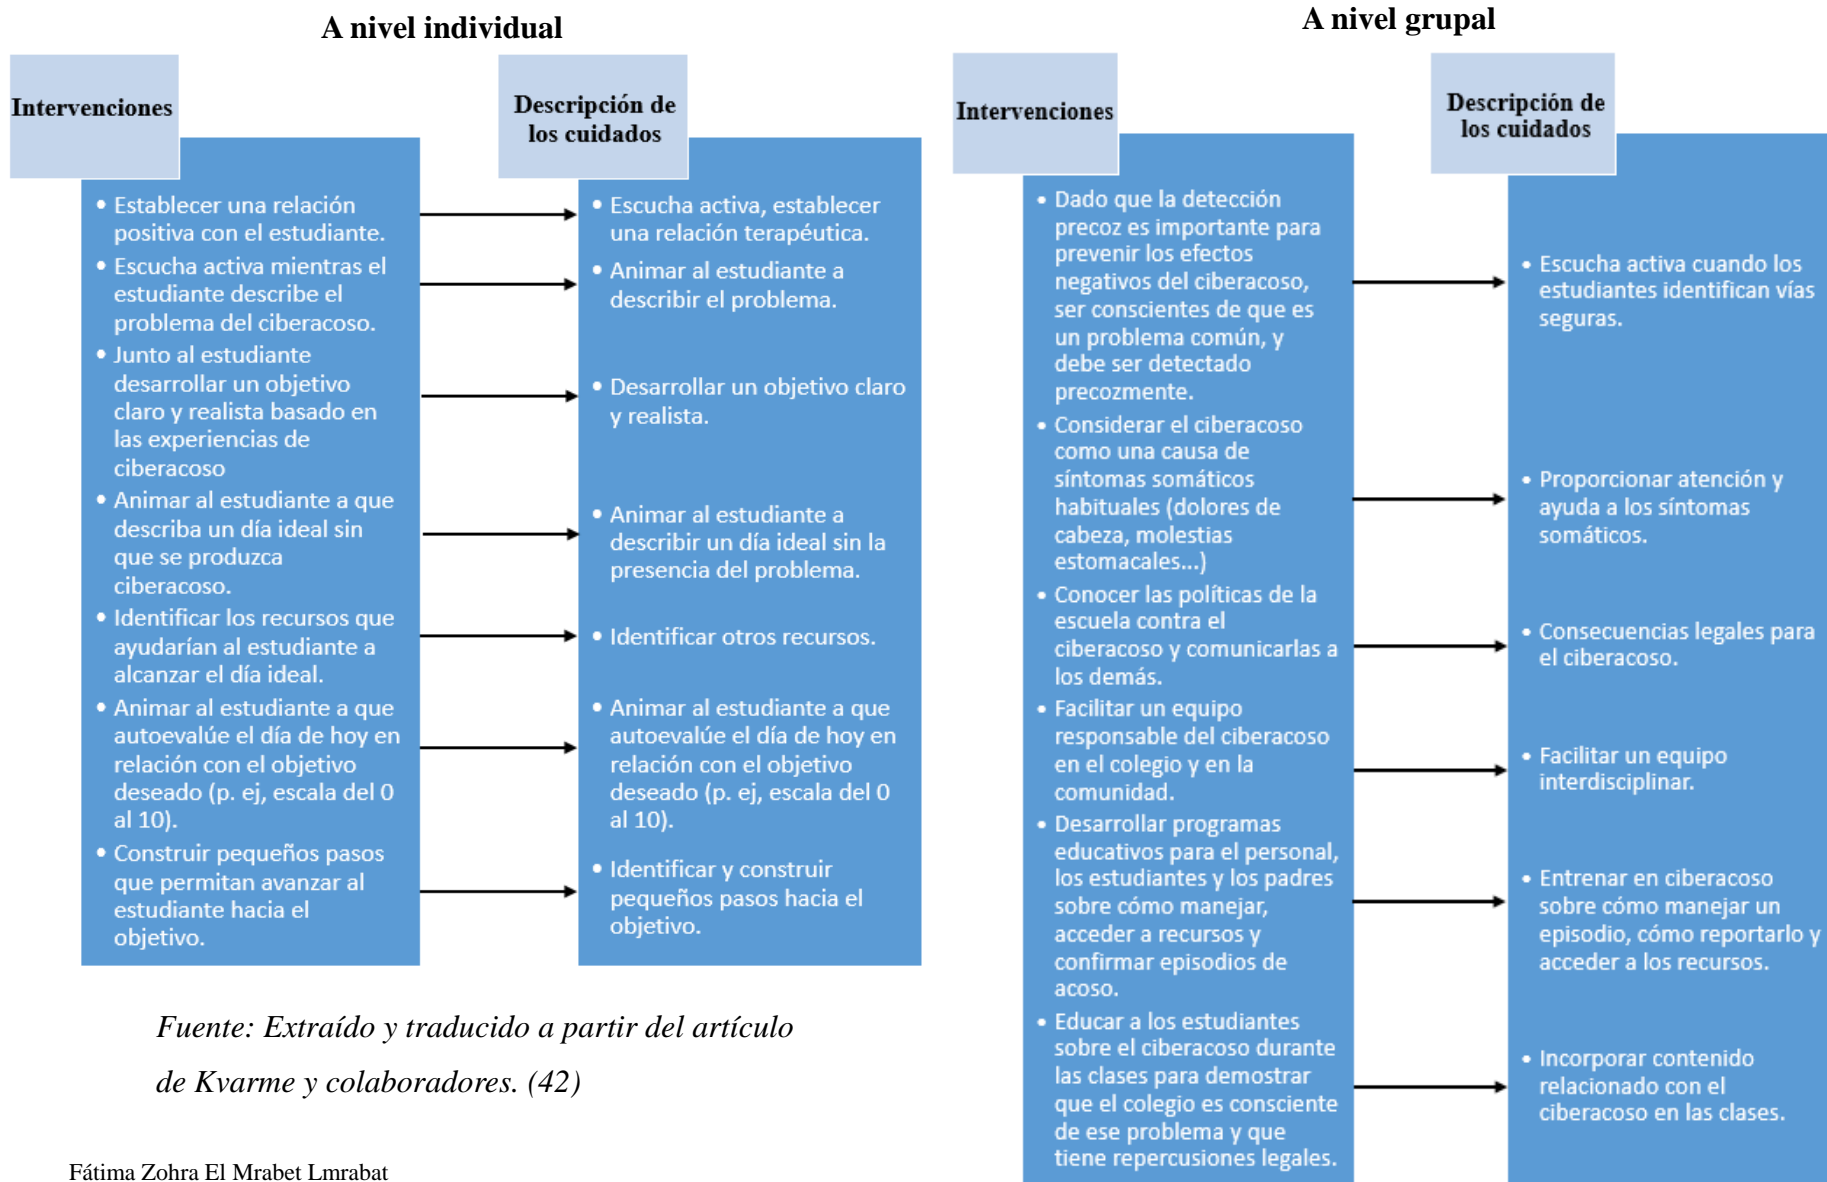 A nivel individual
Intervenciones
• Establecer una relación
positiva con el estudiante.
• Escucha activa mientras el
estudiante describe el
problema del ciberacoso.
• Junto al estudiante
desarrollar un objetivo
claro y realista basado en
las experiencias de
ciberacoso
• Animar al estudiante a que
describa un día ideal sin
que se produzca
ciberacoso.
• Identificar los recursos que
ayudarían al estudiante a
alcanzar el día ideal.
• Animar al estudiante a que
autoevalúe el día de hoy en
relación con el objetivo
deseado (p. ej, escala del 0
al 10).
• Construir pequeños pasos
que permitan avanzar al
estudiante hacia el
objetivo.
Descripción de
los cuidados
• Escucha activa, establecer
una relación terapéutica.
• Animar al estudiante a
describir el problema.
• Desarrollar un objetivo claro
y realista.
• Animar al estudiante a
describir un día ideal sin la
presencia del problema.
• Identificar otros recursos.
• Animar al estudiante a que
autoevalúe el día de hoy en
relación con el objetivo
deseado (p. ej, escala del 0
al 10).
• Identificar y construir
pequeños pasos hacia el
objetivo.
Fuente: Extraído y traducido a partir del artículo
de Kvarme y colaboradores. (42)
Fátima Zohra El Mrabet Lmrabat
A nivel grupal
Intervenciones
• Dado que la detección
precoz es importante para
prevenir los efectos
negativos del ciberacoso,
ser conscientes de que es
un problema común, y
debe ser detectado
precozmente.
• Considerar el ciberacoso
como una causa de
síntomas somáticos
habituales (dolores de
cabeza, molestias
estomacales...)
• Conocer las políticas de la
escuela contra el
ciberacoso y comunicarlas a
los demás.
• Facilitar un equipo
responsable del ciberacoso
en el colegio y en la
comunidad.
• Desarrollar programas
educativos para el personal,
los estudiantes y los padres
sobre cómo manejar,
acceder a recursos y
confirmar episodios de
acoso.
• Educar a los estudiantes
sobre el ciberacoso durante
las clases para demostrar
que el colegio es consciente
de ese problema y que
tiene repercusiones legales.
Descripción de
los cuidados
• Escucha activa cuando los
estudiantes identifican vías
seguras.
• Proporcionar atención y
ayuda a los síntomas
somáticos.
• Consecuencias legales para
el ciberacoso.
• Facilitar un equipo
interdisciplinar.
• Entrenar en ciberacoso
sobre cómo manejar un
episodio, cómo reportarlo y
acceder a los recursos.
• Incorporar contenido
relacionado con el
ciberacoso en las clases.